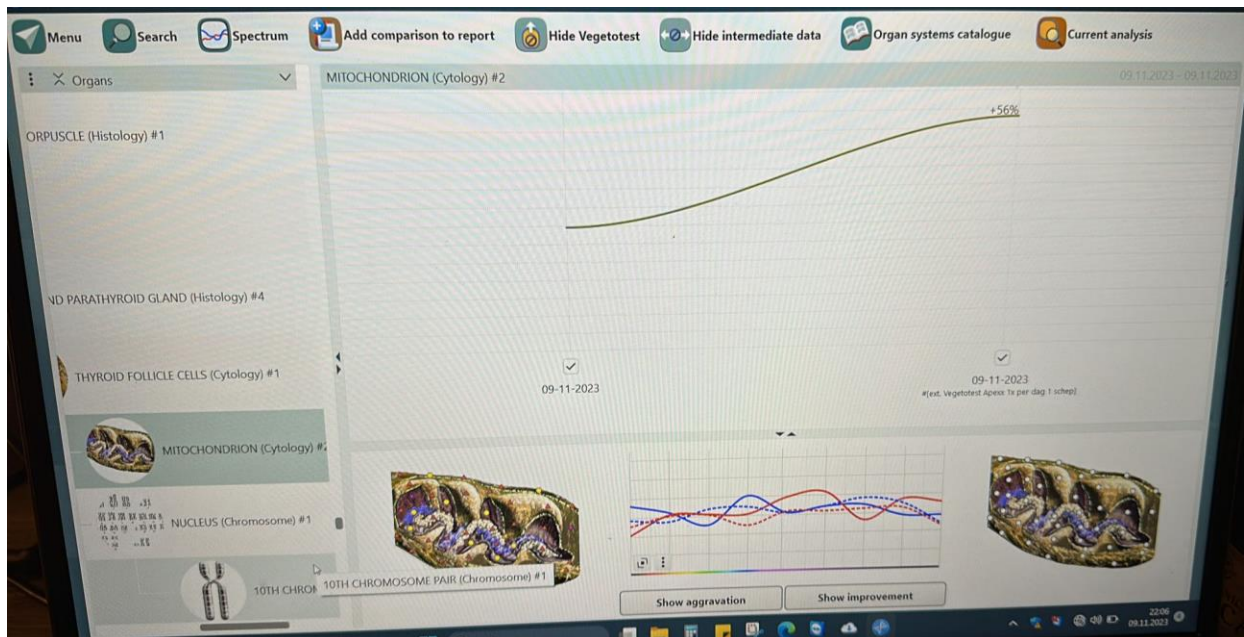 Menu
Search
Spectrum
Add comparison to report
Hide Vegetotest
Hide intermediate data
Organ systems catalogue
Current analysis
Organs
MITOCHONDRION (Cytology) #2
09.11.2023 - 09.11.2023
ORPUSCLE (Histology) #1
ND PARATHYROID GLAND (Histology) #4
THYROID FOLLICLE CELLS (Cytology) #1
MITOCHONDRION (Cytology) #2
NUCLEUS (Chromosome) #1
10TH CHROM
10TH CHROMOSOME PAIR (Chromosome) #1
+56%
09-11-2023
09-11-2023
#[ext. Vegetotest Apexx 1x per dag 1 schep]
Show aggravation
Show improvement
22:06
09.11.2023